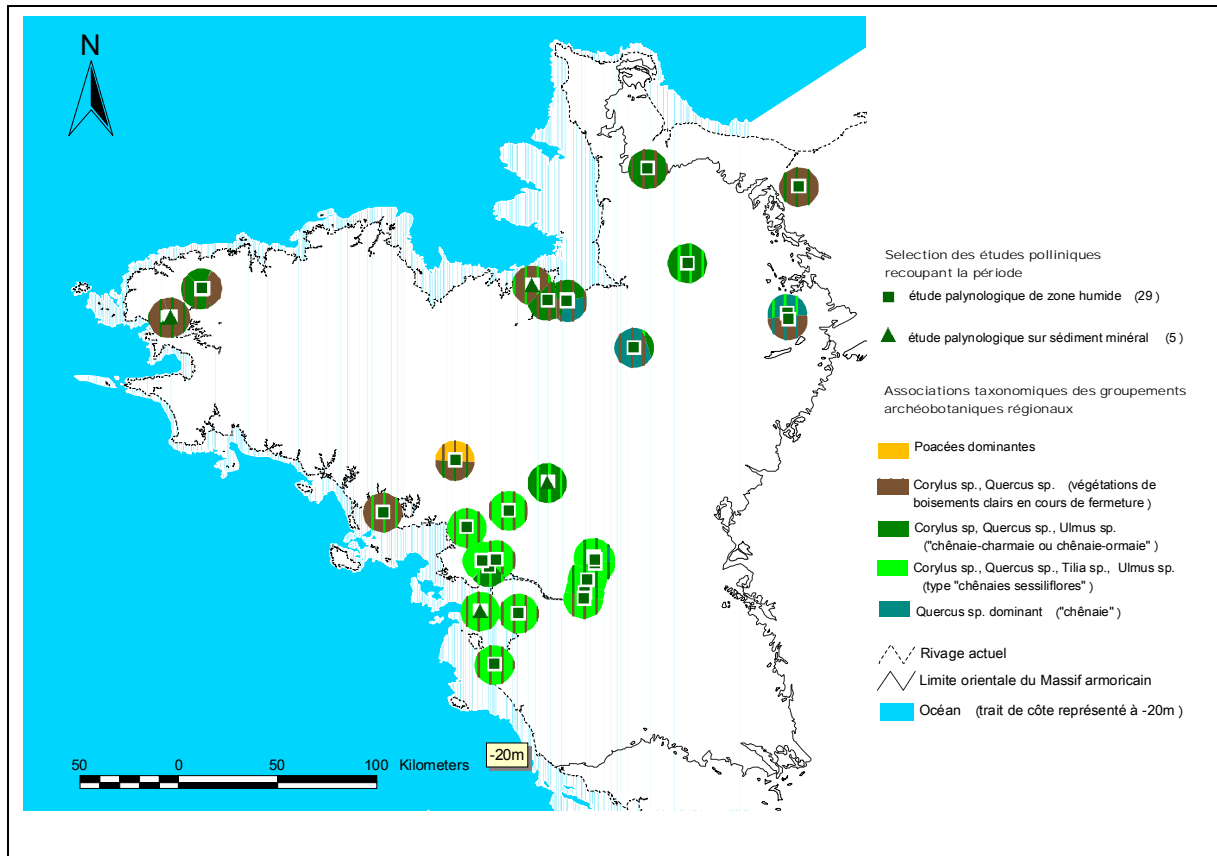 N
Selection des études polliniques
recoupant la période
étude palynologique de zone humide (29)
étude palynologique sur sédiment minéral (5)
Associations taxonomiques des groupements
archéobotaniques régionaux
Poacées dominantes
Corylus sp., Quercus sp. (végétations de
boisements clairs en cours de fermeture)
Corylus sp, Quercus sp., Ulmus sp.
("chênaie-charmaie ou chênaie-ormaie")
Corylus sp., Quercus sp., Tilia sp., Ulmus sp.
(type "chênaies sessiliflores")
Quercus sp. dominant ("chênaie")
Rivage actuel
Limite orientale du Massif armoricain
Océan (trait de côte représenté à -20m)
-20m
50 0 50 100 Kilometers